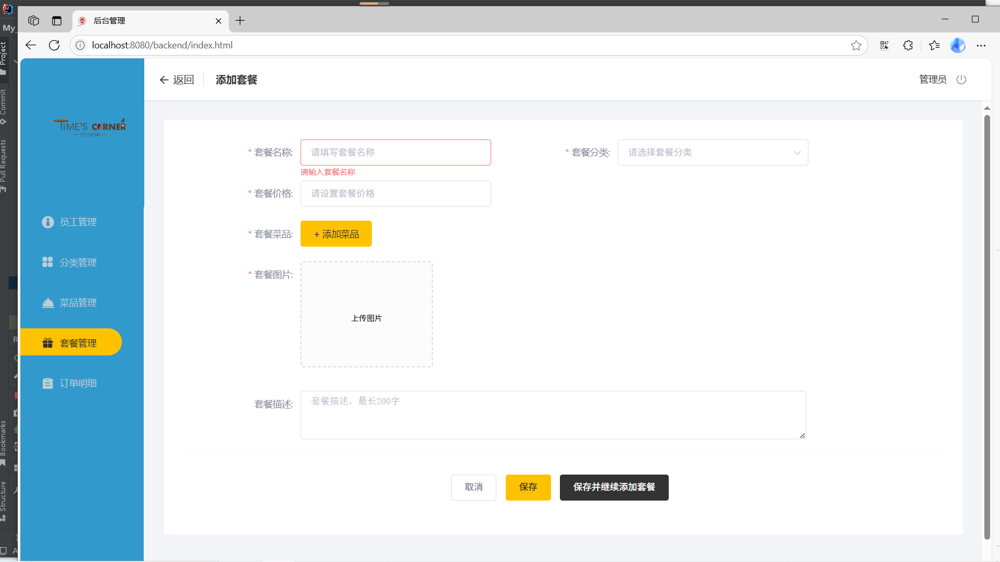 后台管理
My_
localhost:8080/backend/index.html
Project
Commit
Pull Requests
Bookmarks
Structure
TIME'S CORNER
返回
添加套餐
管理员
员工管理
分类管理
菜品管理
套餐管理
订单明细
* 套餐名称:
请填写套餐名称
请输入套餐名称
* 套餐分类:
请选择套餐分类
* 套餐价格:
请设置套餐价格
* 套餐菜品:
+ 添加菜品
* 套餐图片:
上传图片
套餐描述:
套餐描述，最长200字
取消
保存
保存并继续添加套餐